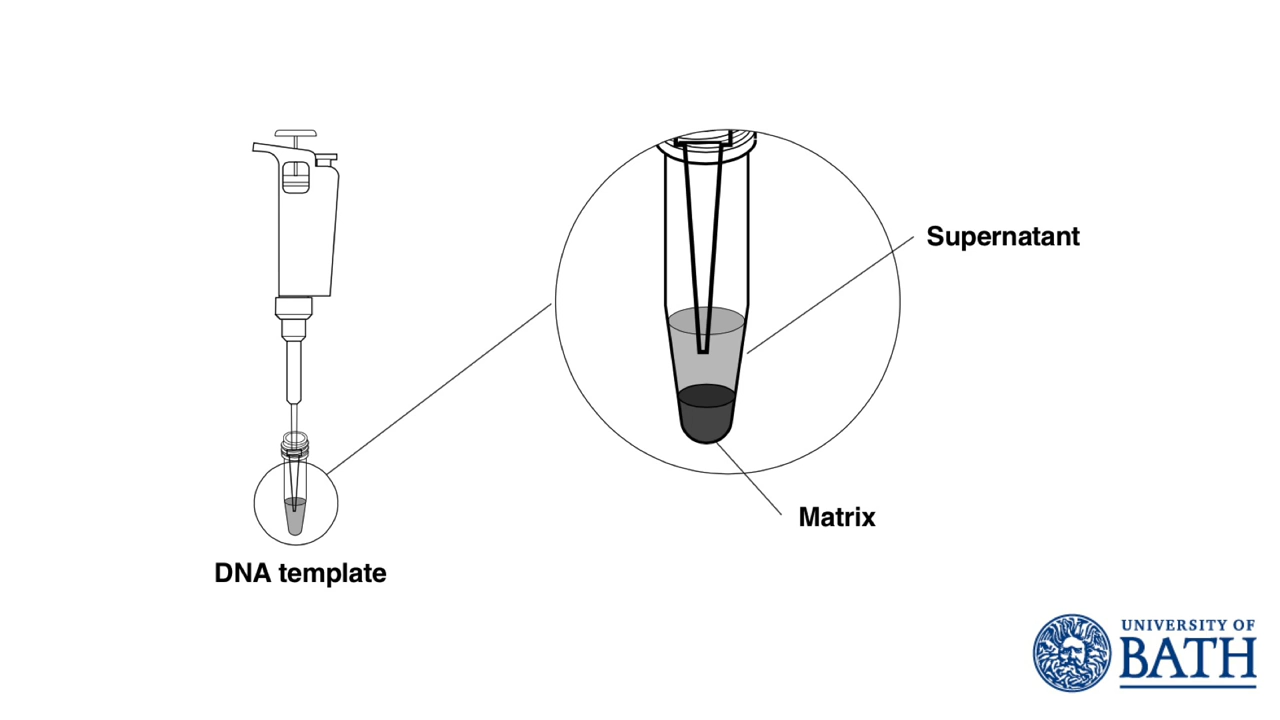 Supernatant
Matrix
DNA template
UNIVERSITY OF
BATH